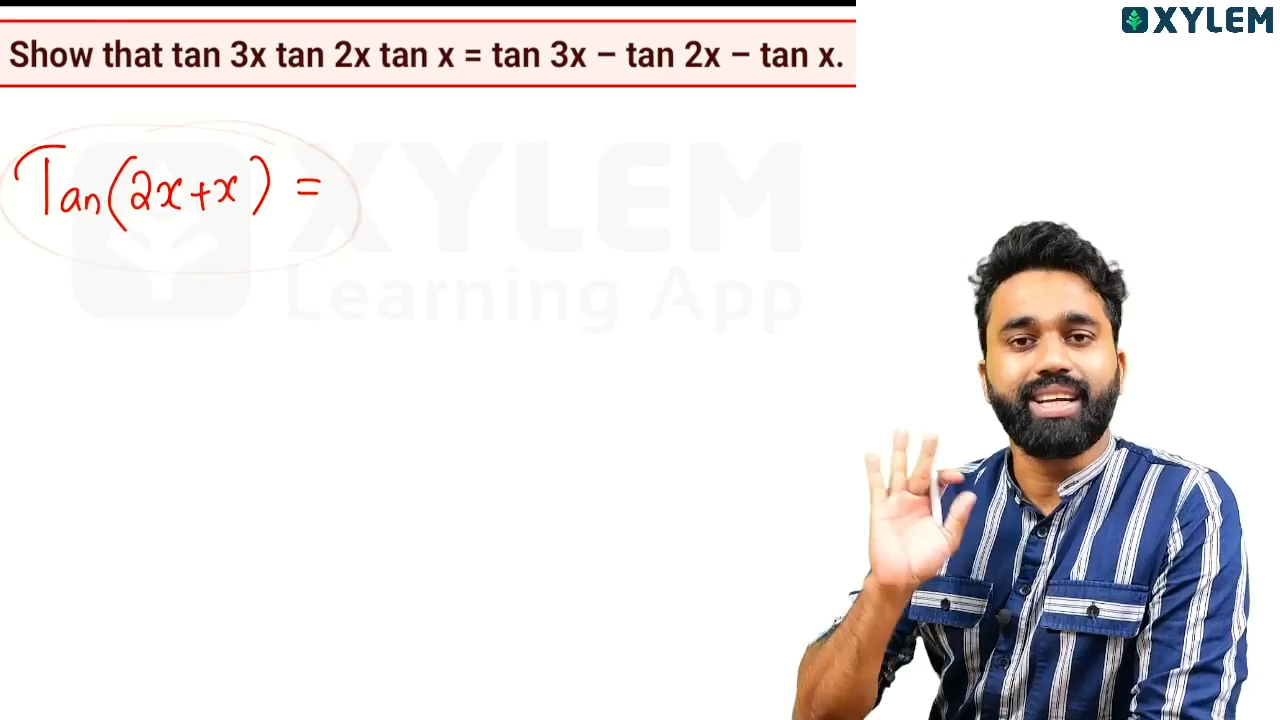 XYLEM
Show that tan 3x tan 2x tan x = tan 3x – tan 2x – tan x.
Tan(2x+x) =
XYLEM
Learning App